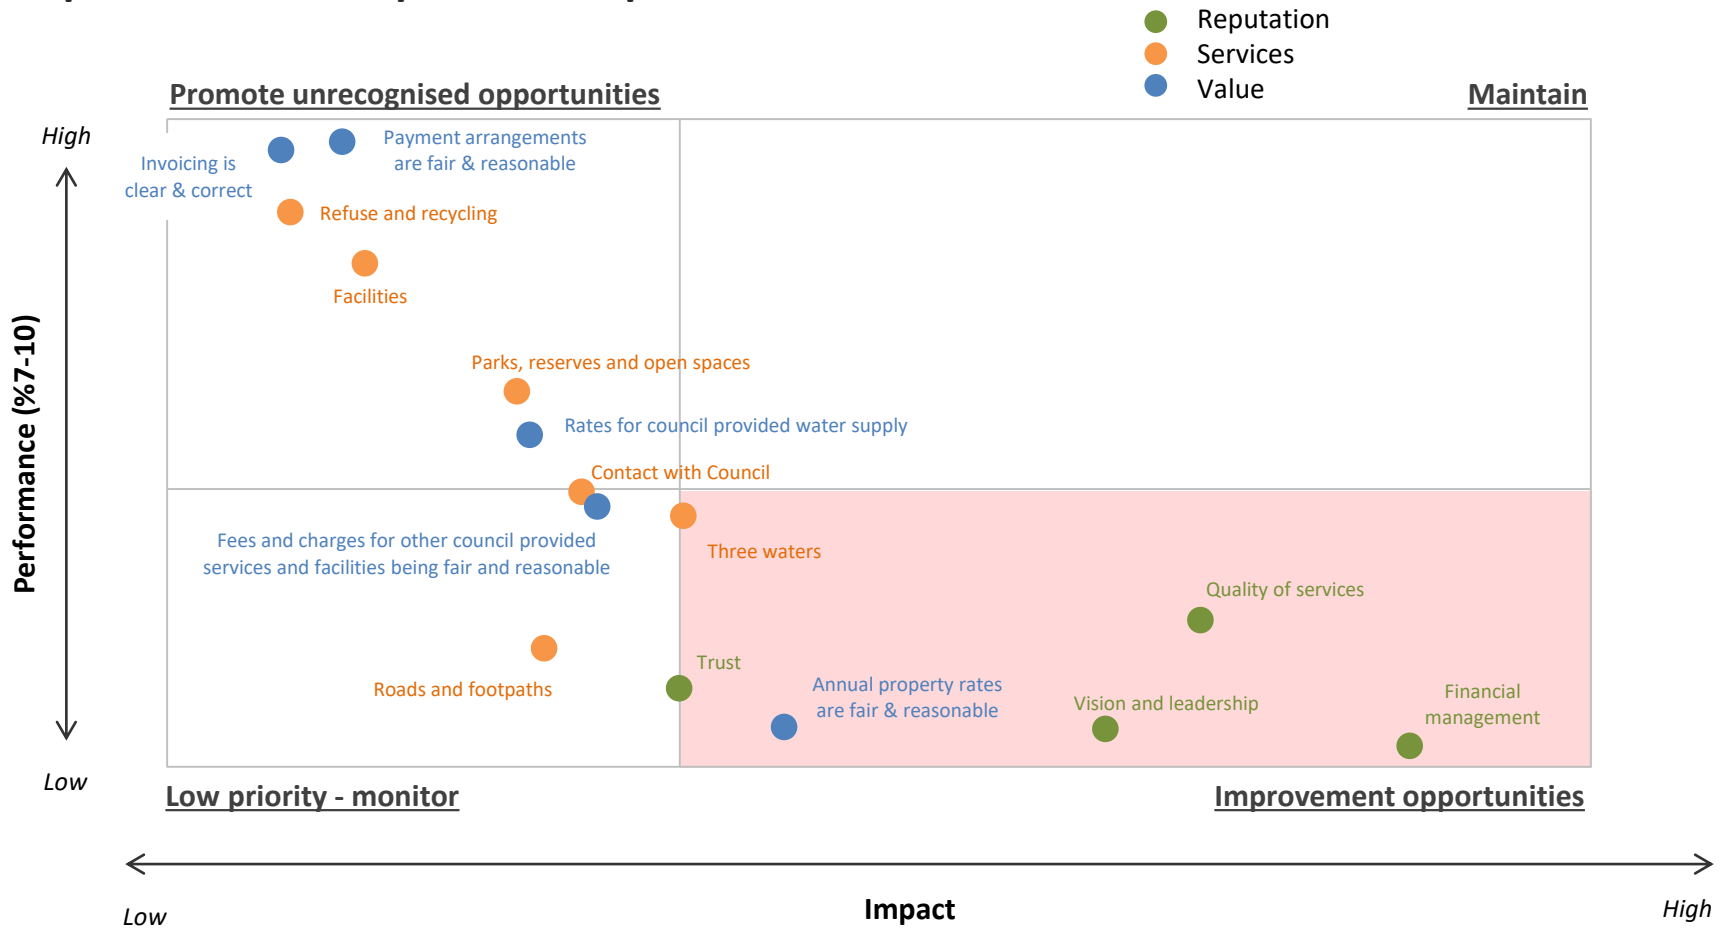 Reputation
Services
Value
Promote unrecognised opportunities
Maintain
High
Payment arrangements
are fair & reasonable
Invoicing is
clear & correct
Refuse and recycling
Facilities
Parks, reserves and open spaces
Rates for council provided water supply
Contact with Council
Fees and charges for other council provided
services and facilities being fair and reasonable
Three waters
Quality of services
Roads and footpaths
Trust
Annual property rates
are fair & reasonable
Vision and leadership
Financial
management
Performance (%7-10)
Low
Low priority - monitor
Improvement opportunities
Low
Impact
High